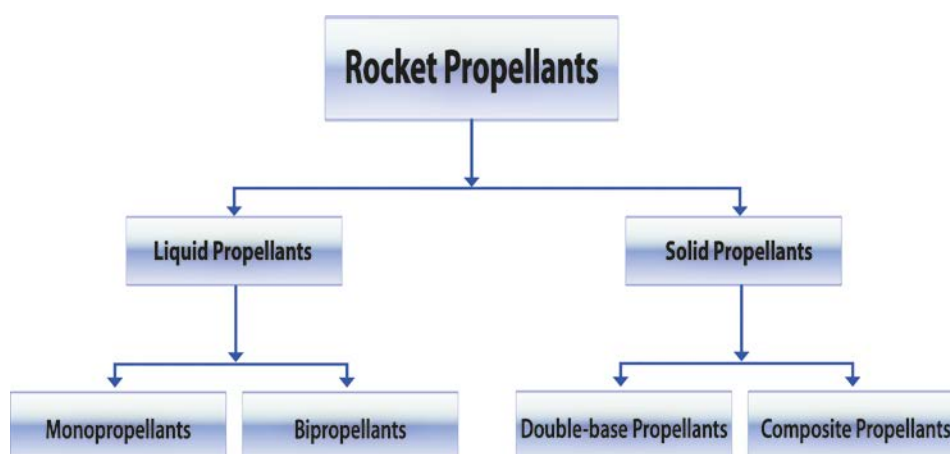 Rocket Propellants
Liquid Propellants
Solid Propellants
Monopropellants
Bipropellants
Double-base Propellants
Composite Propellants